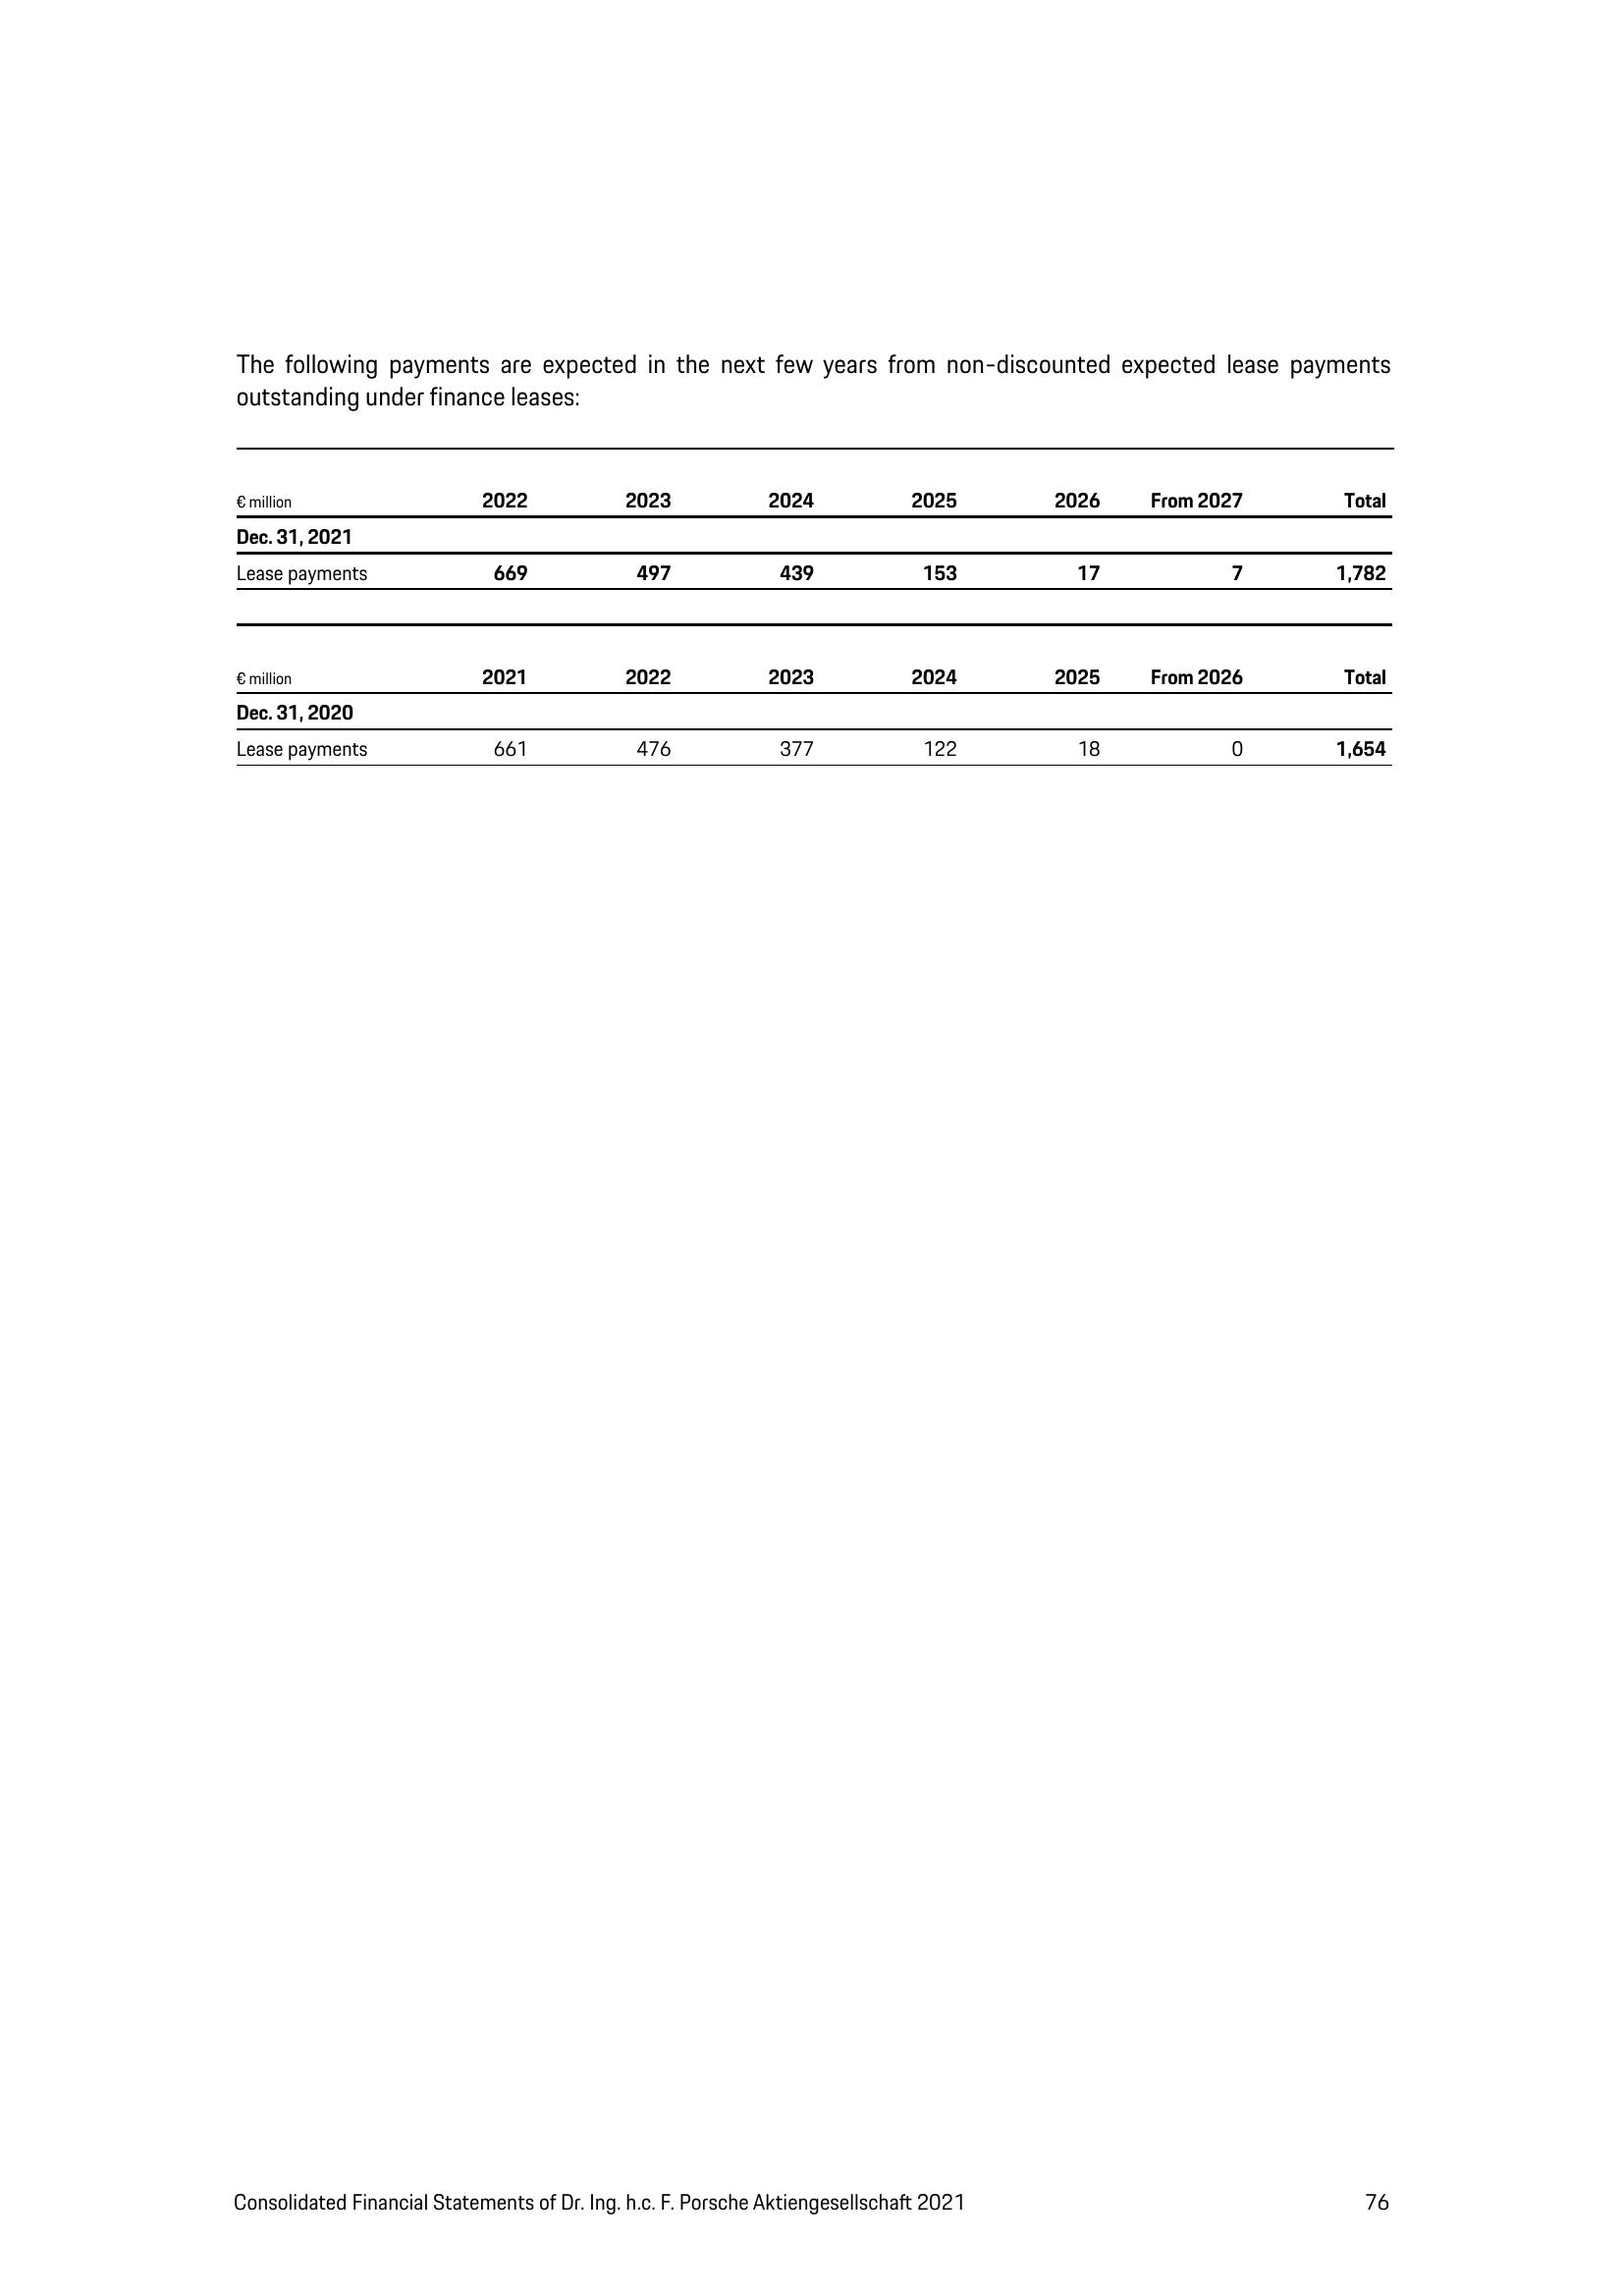 The following payments are expected in the next few years from non-discounted expected lease payments
outstanding under finance leases:
€ million 2022 2023 2024 2025 2026 From 2027 Total
Dec. 31, 2021
Lease payments 669 497 439 153 17 7 1,782
€ million 2021 2022 2023 2024 2025 From 2026 Total
Dec. 31, 2020
Lease payments 661 476 377 122 18 0 1,654
Consolidated Financial Statements of Dr. Ing. h.c. F. Porsche Aktiengesellschaft 2021 76